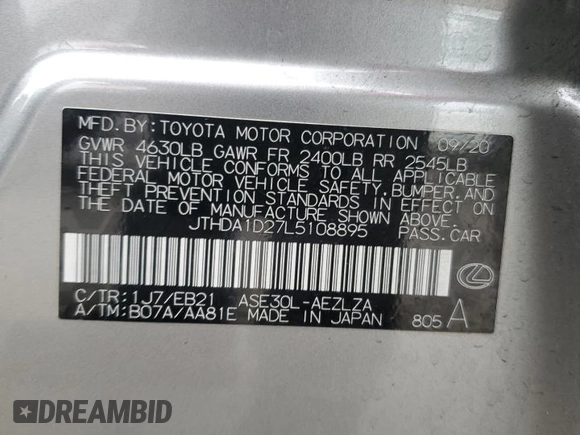 MFD. BY: TOYOTA MOTOR CORPORATION 09/20
GVWR 4630LB GAWR FR 2400LB RR 2545LB
THIS VEHICLE CONFORMS TO ALL APPLICABLE
FEDERAL MOTOR VEHICLE SAFETY, BUMPER, AND
THEFT PREVENTION STANDARDS IN EFFECT ON
THE DATE OF MANUFACTURE SHOWN ABOVE.
JTHDA1D27L5108895 PASS. CAR
C/TR: 1J7/EB21 ASE30L-AEZLZA
A/TM: B07A/AA81E MADE IN JAPAN 805 A
DREAMBID